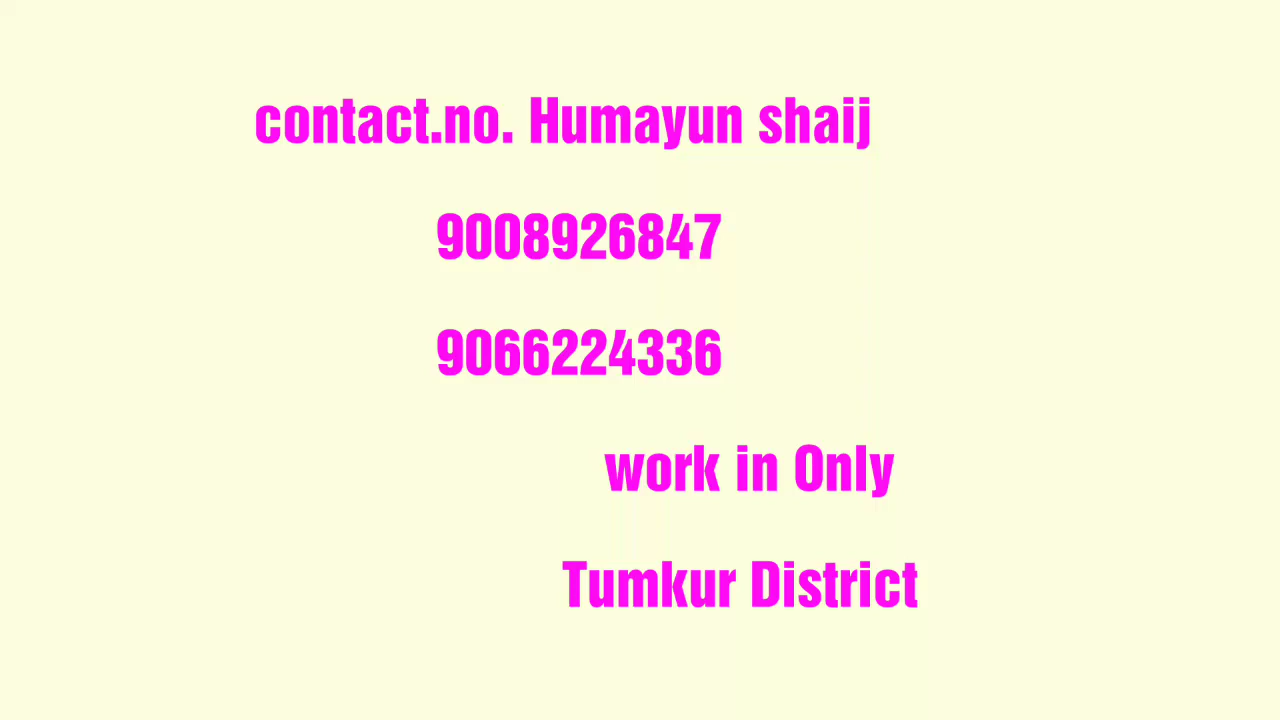 contact.no. Humayun shaij
9008926847
9066224336
work in Only
Tumkur District